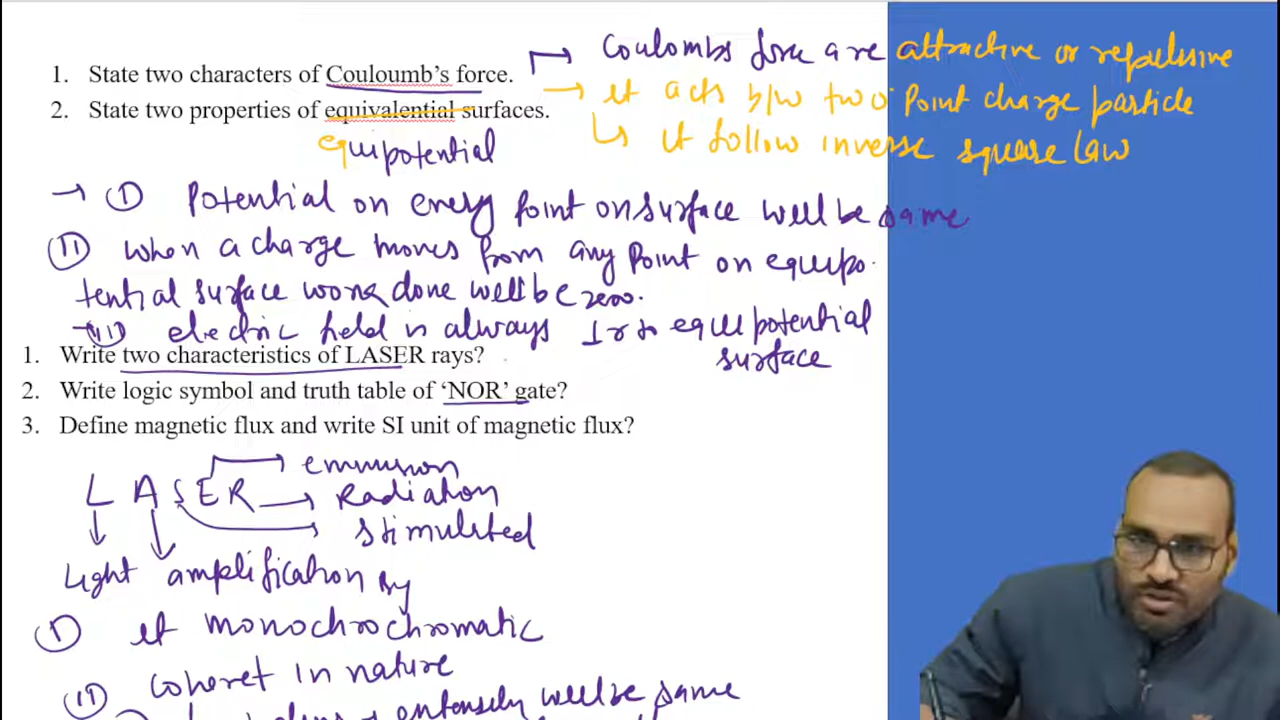 1. State two characters of Couloumb's force.
Coulombs force are attractive or repulsive
→ It acts b/w two Point charge particle
2. State two properties of equivalential surfaces.
It follow inverse square law
equipotential
→ (I) Potential on every point on surface will be same
(II) when a charge moves from any Point on equipo-
tential surface work done will be zero.
(III) electric field is always ⊥r to equipotential
surface
1. Write two characteristics of LASER rays?
2. Write logic symbol and truth table of ‘NOR’ gate?
3. Define magnetic flux and write SI unit of magnetic flux?
emission
LASER → Radiation
stimulated
Light amplification by
(I) It monochrochromatic
(II) Coheret in nature
will be same